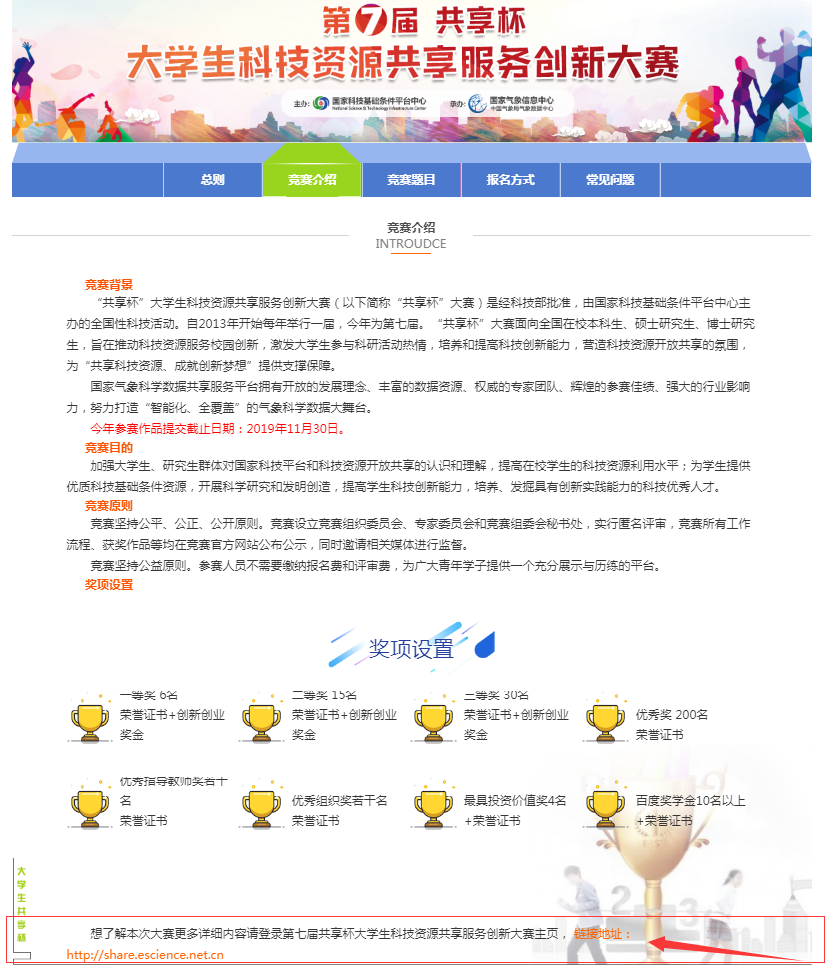 第7届 共享杯
大学生科技资源共享服务创新大赛
主办: 国家科技基础条件平台中心 承办: 国家气象信息中心
National Science & Technology Infrastructure Center 中国气象局气象数据中心
总则 竞赛介绍 竞赛题目 报名方式 常见问题
竞赛介绍
INTROUDCE
竞赛背景
“共享杯”大学生科技资源共享服务创新大赛（以下简称“共享杯”大赛）是经科技部批准，由国家科技基础条件平台中心主
办的全国性科技活动。自2013年开始每年举行一届，今年为第七届。“共享杯”大赛面向全国在校本科生、硕士研究生、博士研究
生，旨在推动科技资源服务校园创新，激发大学生参与科研活动热情，培养和提高科技创新能力，营造科技资源开放共享的氛围，
为“共享科技资源、成就创新梦想”提供支撑保障。
国家气象科学数据共享服务平台拥有开放的发展理念、丰富的数据资源、权威的专家团队、辉煌的参赛佳绩、强大的行业影响
力，努力打造“智能化、全覆盖”的气象科学数据大舞台。
今年参赛作品提交截止日期：2019年11月30日。
竞赛目的
加强大学生、研究生群体对国家科技平台和科技资源开放共享的认识和理解，提高在校学生的科技资源利用水平；为学生提供
优质科技基础条件资源，开展科学研究和发明创造，提高学生科技创新能力，培养、发掘具有创新实践能力的科技优秀人才。
竞赛原则
竞赛坚持公平、公正、公开原则。竞赛设立竞赛组织委员会、专家委员会和竞赛组委会秘书处，实行匿名评审，竞赛所有工作
流程、获奖作品等均在竞赛官方网站公布公示，同时邀请相关媒体进行监督。
竞赛坚持公益原则。参赛人员不需要缴纳报名费和评审费，为广大青年学子提供一个充分展示与历练的平台。
奖项设置
奖项设置
一等奖 6名
荣誉证书+创新创业
奖金
二等奖 15名
荣誉证书+创新创业
奖金
三等奖 30名
荣誉证书+创新创业
奖金
优秀奖 200名
荣誉证书
优秀指导教师奖若干
名
荣誉证书
优秀组织奖若干名
荣誉证书
最具投资价值奖4名
+荣誉证书
百度奖学金10名以上
+荣誉证书
大学生共享杯
2 3
想了解本次大赛更多详细内容请登录第七届共享杯大学生科技资源共享服务创新大赛主页， 链接地址：
http://share.escience.net.cn